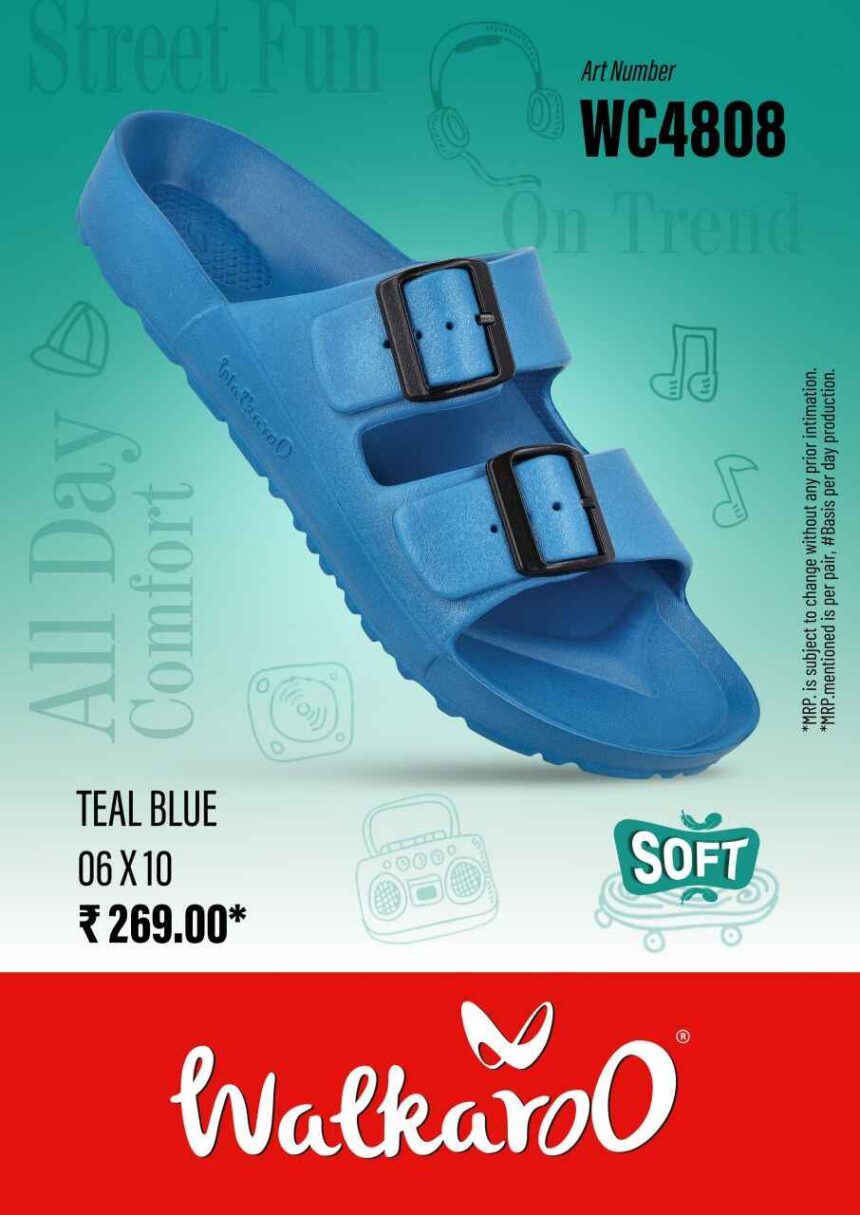 Street Fun
Art Number
WC4808
On Trend
WalkaroO
All Day
Comfort
*MRP. is subject to change without any prior intimation.
*MRP.mentioned is per pair, #Basis per day production.
TEAL BLUE
06 X 10
₹ 269.00*
SOFT
WalkaroO®